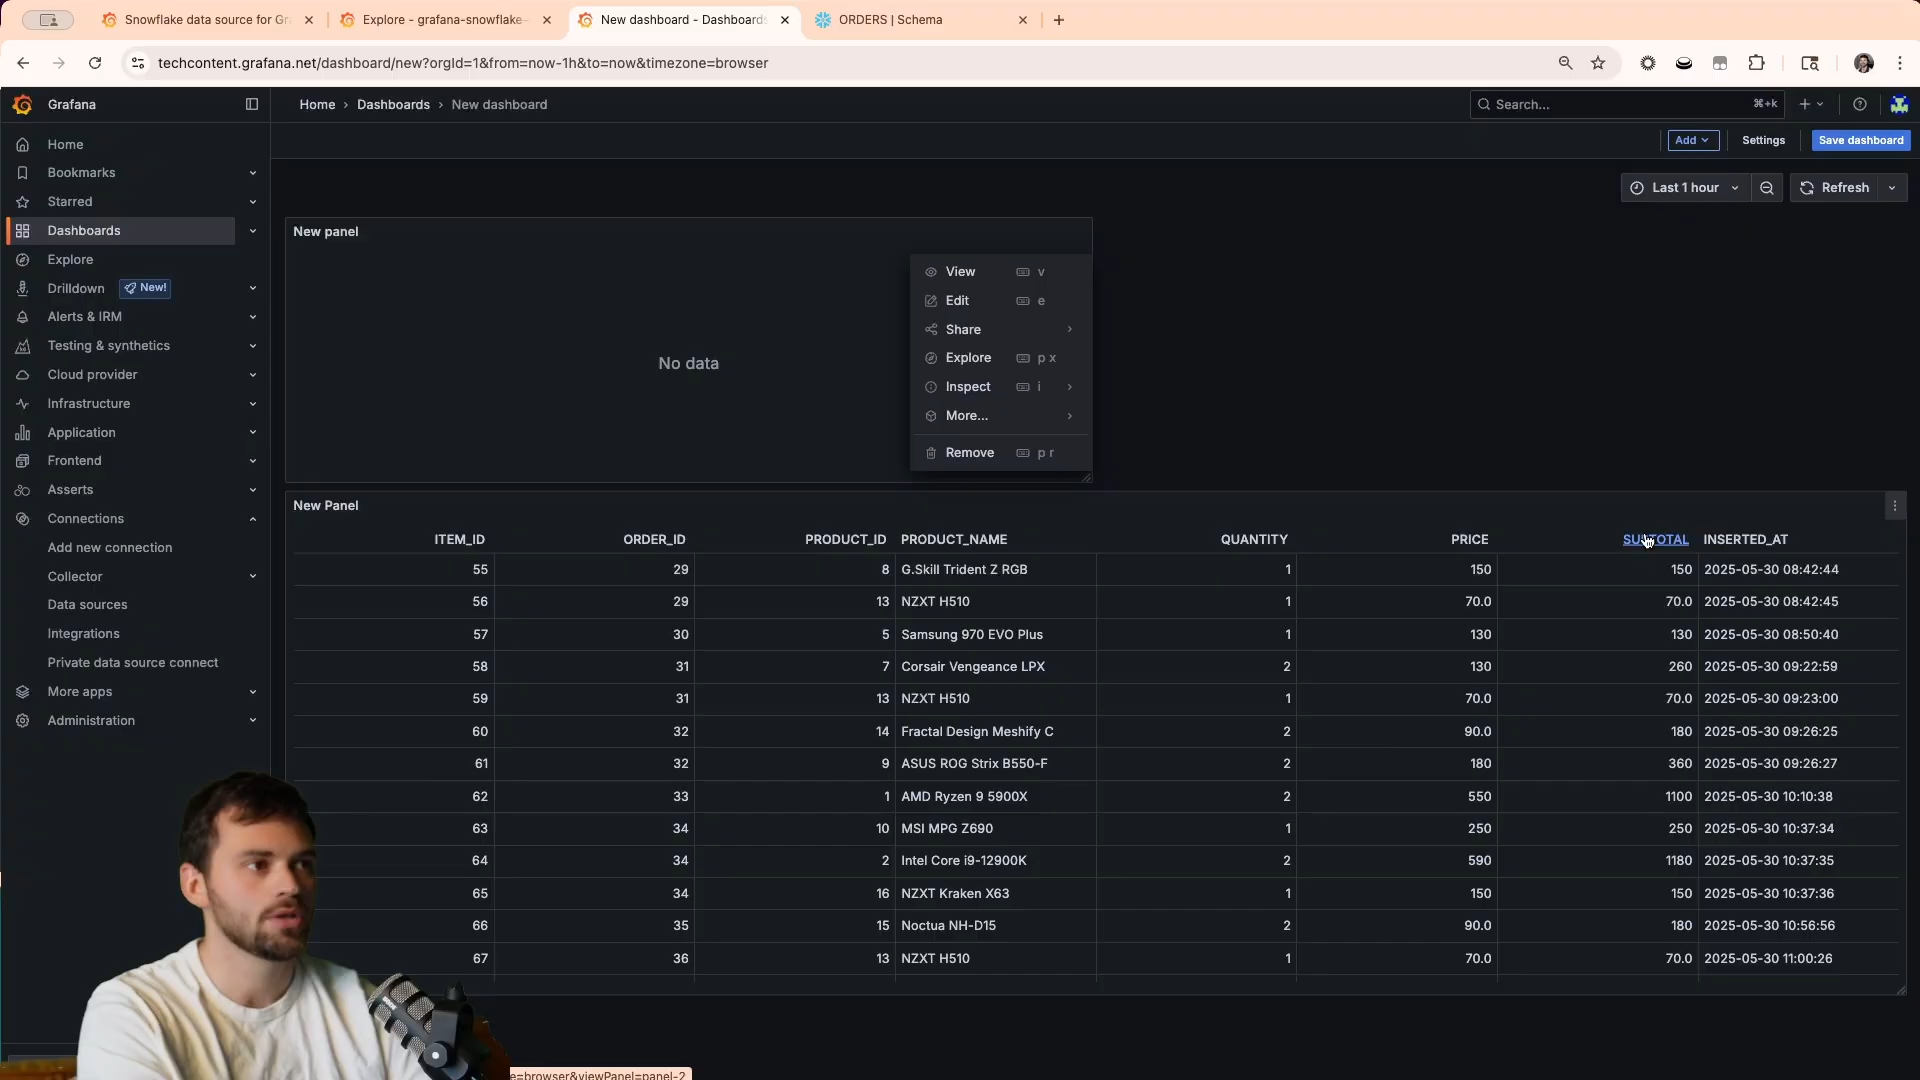 Snowflake data source for Gr
Explore - grafana-snowflake-
New dashboard - Dashboards
ORDERS | Schema
techcontent.grafana.net/dashboard/new?orgId=1&from=now-1h&to=now&timezone=browser
Grafana
Home › Dashboards › New dashboard
Search...
⌘+k
Add
Settings
Save dashboard
Last 1 hour
Refresh
Home
Bookmarks
Starred
Dashboards
Explore
Drilldown
New!
Alerts & IRM
Testing & synthetics
Cloud provider
Infrastructure
Application
Frontend
Asserts
Connections
Add new connection
Collector
Data sources
Integrations
Private data source connect
More apps
Administration
New panel
No data
View v
Edit e
Share
Explore p x
Inspect i
More...
Remove p r
New Panel
ITEM_ID ORDER_ID PRODUCT_ID PRODUCT_NAME QUANTITY PRICE SUBTOTAL INSERTED_AT
55 29 8 G.Skill Trident Z RGB 1 150 150 2025-05-30 08:42:44
56 29 13 NZXT H510 1 70.0 70.0 2025-05-30 08:42:45
57 30 5 Samsung 970 EVO Plus 1 130 130 2025-05-30 08:50:40
58 31 7 Corsair Vengeance LPX 2 130 260 2025-05-30 09:22:59
59 31 13 NZXT H510 1 70.0 70.0 2025-05-30 09:23:00
60 32 14 Fractal Design Meshify C 2 90.0 180 2025-05-30 09:26:25
61 32 9 ASUS ROG Strix B550-F 2 180 360 2025-05-30 09:26:27
62 33 1 AMD Ryzen 9 5900X 2 550 1100 2025-05-30 10:10:38
63 34 10 MSI MPG Z690 1 250 250 2025-05-30 10:37:34
64 34 2 Intel Core i9-12900K 2 590 1180 2025-05-30 10:37:35
65 34 16 NZXT Kraken X63 1 150 150 2025-05-30 10:37:36
66 35 15 Noctua NH-D15 2 90.0 180 2025-05-30 10:56:56
67 36 13 NZXT H510 1 70.0 70.0 2025-05-30 11:00:26
e=browser&viewPanel=panel-2